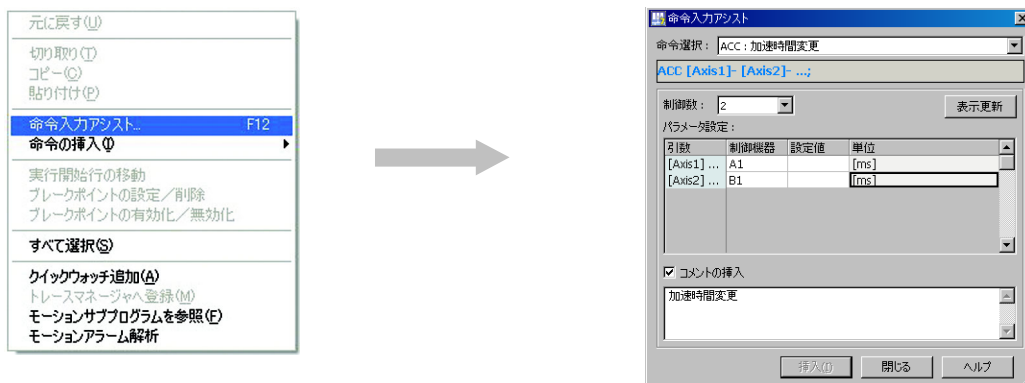 元に戻す(U)
切り取り(T)
コピー(C)
貼り付け(P)
命令入力アシスト... F12
命令の挿入(I)
実行開始行の移動
ブレークポイントの設定／削除
ブレークポイントの有効化／無効化
すべて選択(S)
クイックウォッチ追加(A)
トレースマネージャへ登録(M)
モーションサブプログラムを参照(F)
モーションアラーム解析
命令入力アシスト
命令選択： ACC : 加速時間変更
ACC [Axis1]- [Axis2]- ...;
制御数： 2 表示更新
パラメータ設定：
引数 制御機器 設定値 単位
[Axis1] ... A1 [ms]
[Axis2] ... B1 [ms]
コメントの挿入
加速時間変更
挿入(I) 閉じる ヘルプ